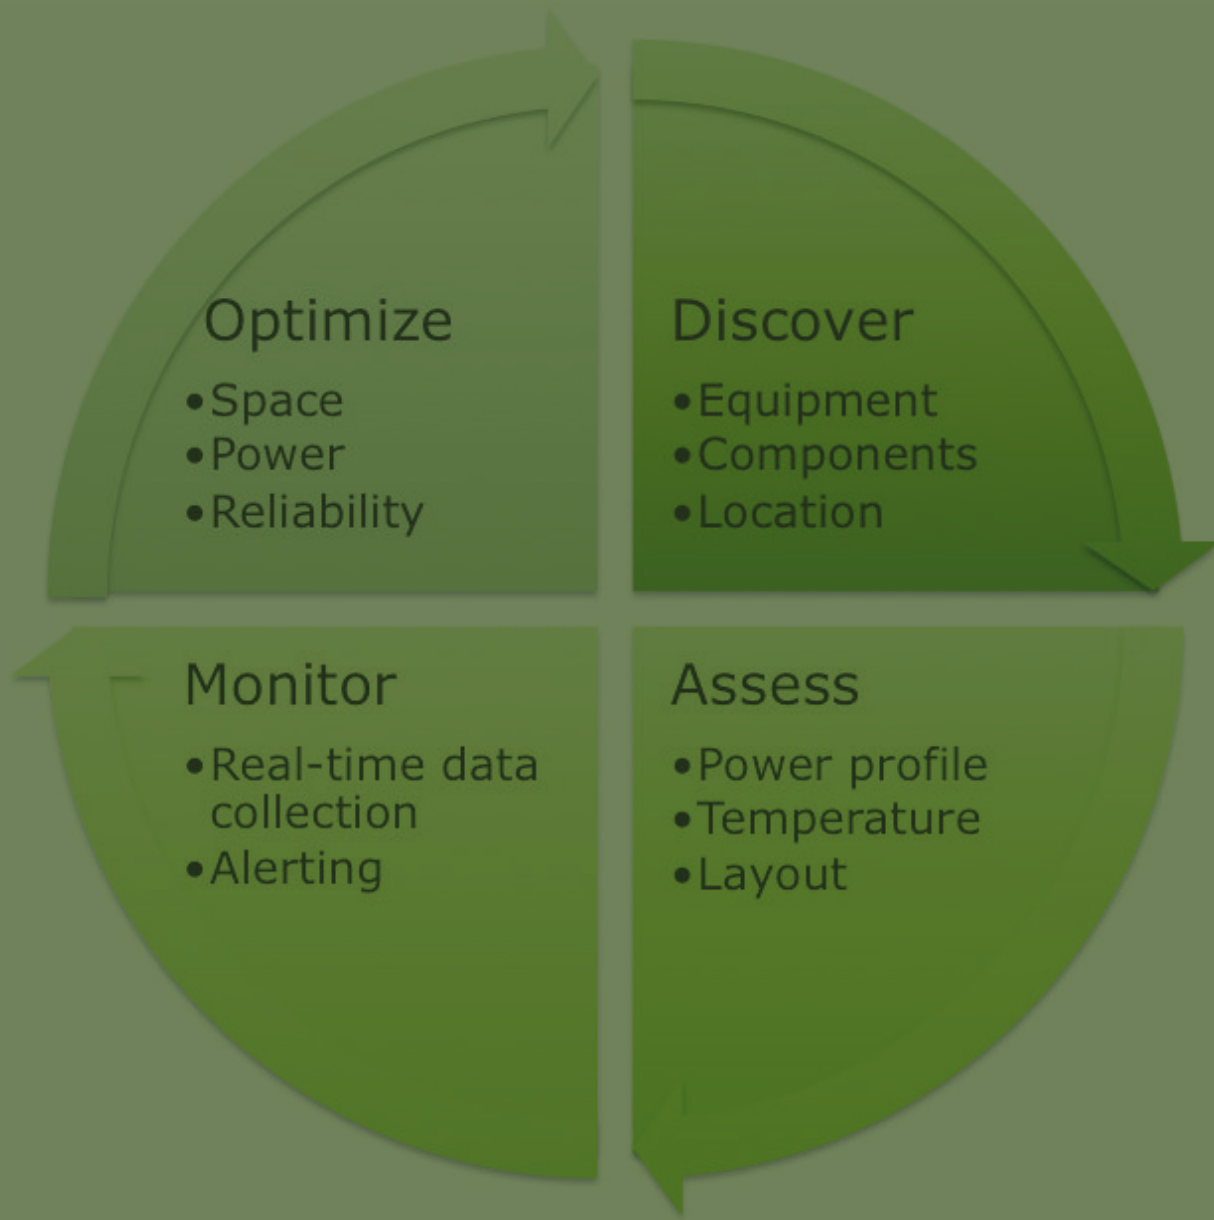 Optimize
•Space
•Power
•Reliability
Discover
•Equipment
•Components
•Location
Monitor
•Real-time data
collection
•Alerting
Assess
•Power profile
•Temperature
•Layout